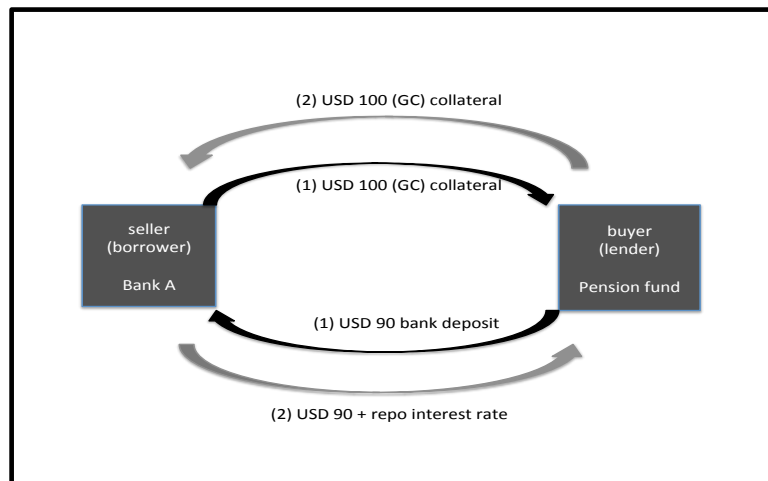 (2) USD 100 (GC) collateral
(1) USD 100 (GC) collateral
seller
(borrower)
Bank A
buyer
(lender)
Pension fund
(1) USD 90 bank deposit
(2) USD 90 + repo interest rate